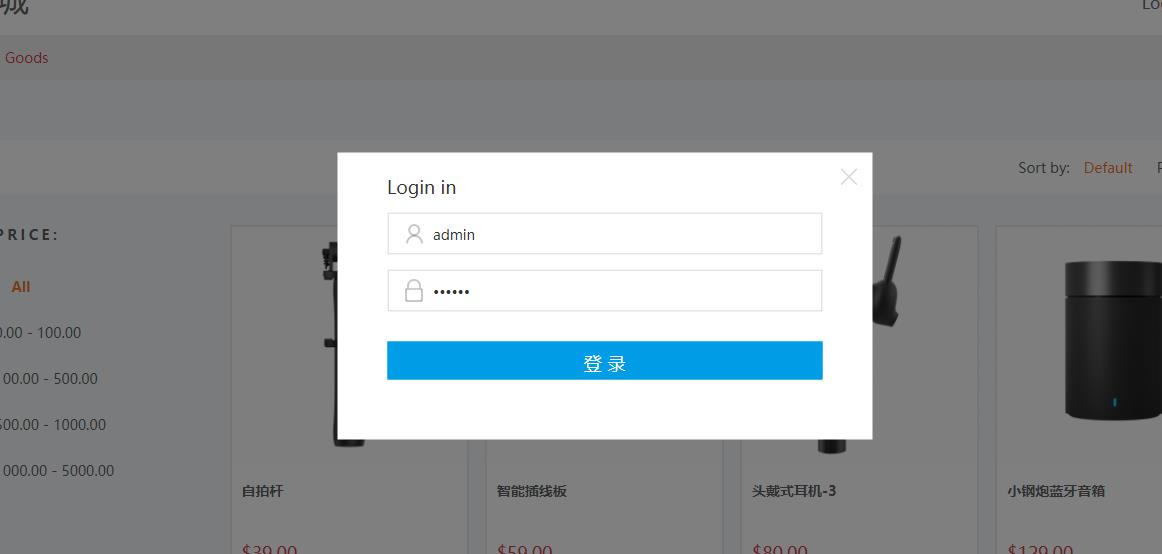 城
Goods
Sort by: Default
Login in
admin
••••••
登 录
PRICE:
All
0.00 - 100.00
00.00 - 500.00
500.00 - 1000.00
000.00 - 5000.00
自拍杆
智能插线板
头戴式耳机-3
小钢炮蓝牙音箱
$39.00
$59.00
$80.00
$129.00